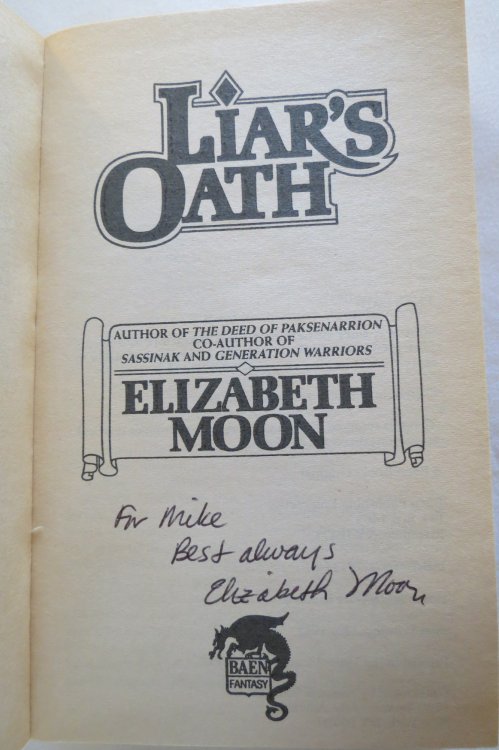 LIAR'S
OATH
AUTHOR OF THE DEED OF PAKSENARRION
CO-AUTHOR OF
SASSINAK AND GENERATION WARRIORS
ELIZABETH
MOON
For Mike
Best always
Elizabeth Moon
BAEN
FANTASY